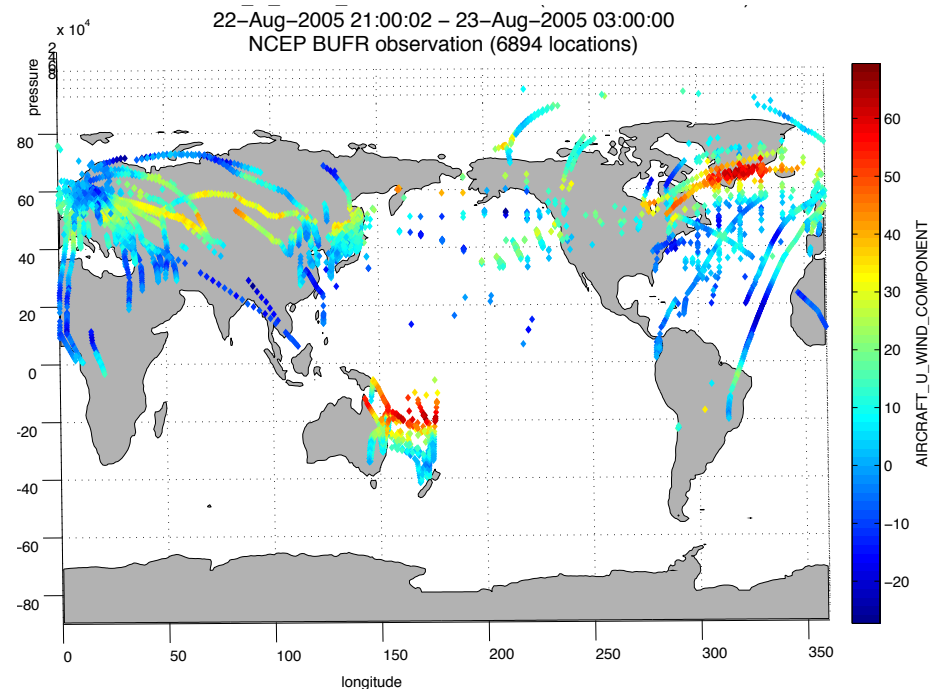 22-Aug-2005 21:00:02 - 23-Aug-2005 03:00:00
NCEP BUFR observation (6894 locations)
x 10⁴
pressure
80
60
40
20
0
-20
-40
-60
-80
0 50 100 150 200 250 300 350
longitude
60
50
40
30
20
10
0
-10
-20
AIRCRAFT_U_WIND_COMPONENT